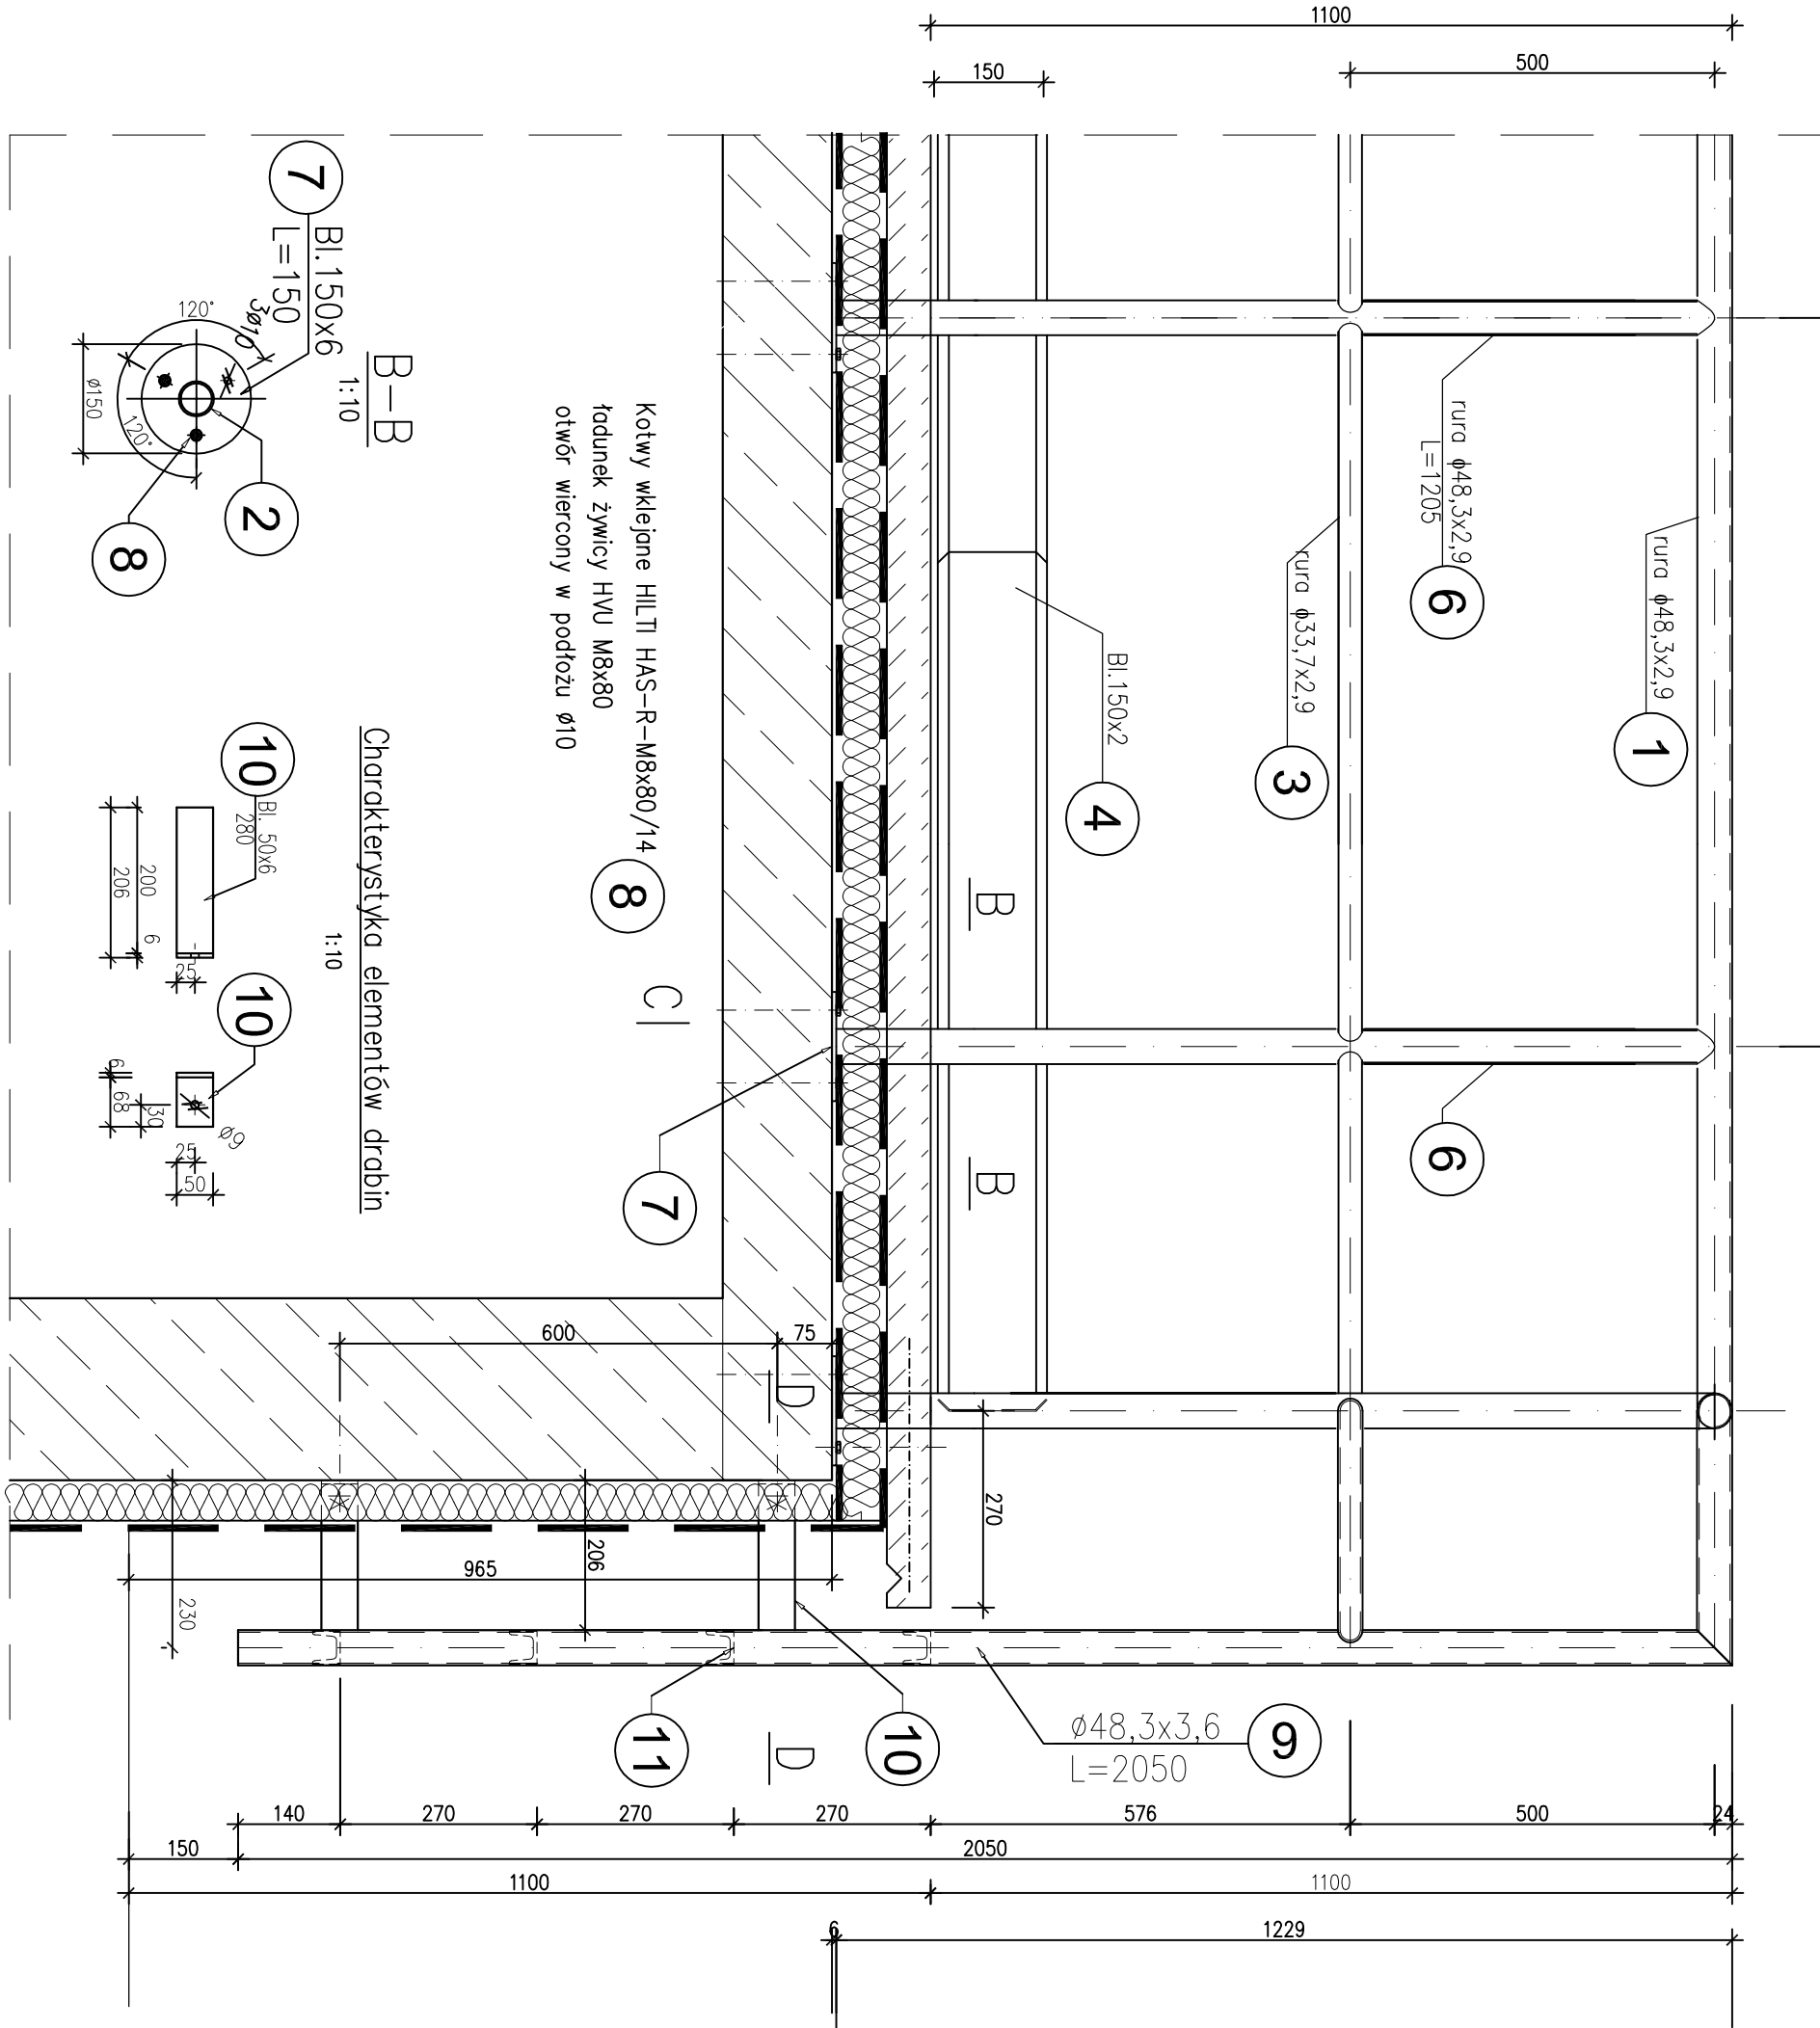 1100
150
500
7
Bl.150x6
L=150
3ø10
120°
120°
ø150
2
8
B–B
1:10
Kotwy wklejane HILTI HAS–R–M8x80/14
ładunek żywicy HVU M8x80
otwór wiercony w podłożu ø10
8
rura ϕ48,3x2,9
L=1205
6
rura ϕ48,3x2,9
1
rura ϕ33,7x2,9
3
Bl.150x2
4
B
B
C
7
6
Charakterystyka elementów drabin
1:10
10
Bl. 50x6
280
200
206
6
25
10
6
68
30
ø9
25
50
600
75
D
270
206
965
230
11
D
10
ø48,3x3,6
L=2050
9
140
270
270
270
576
500
24
150
2050
1100
1100
6
1229